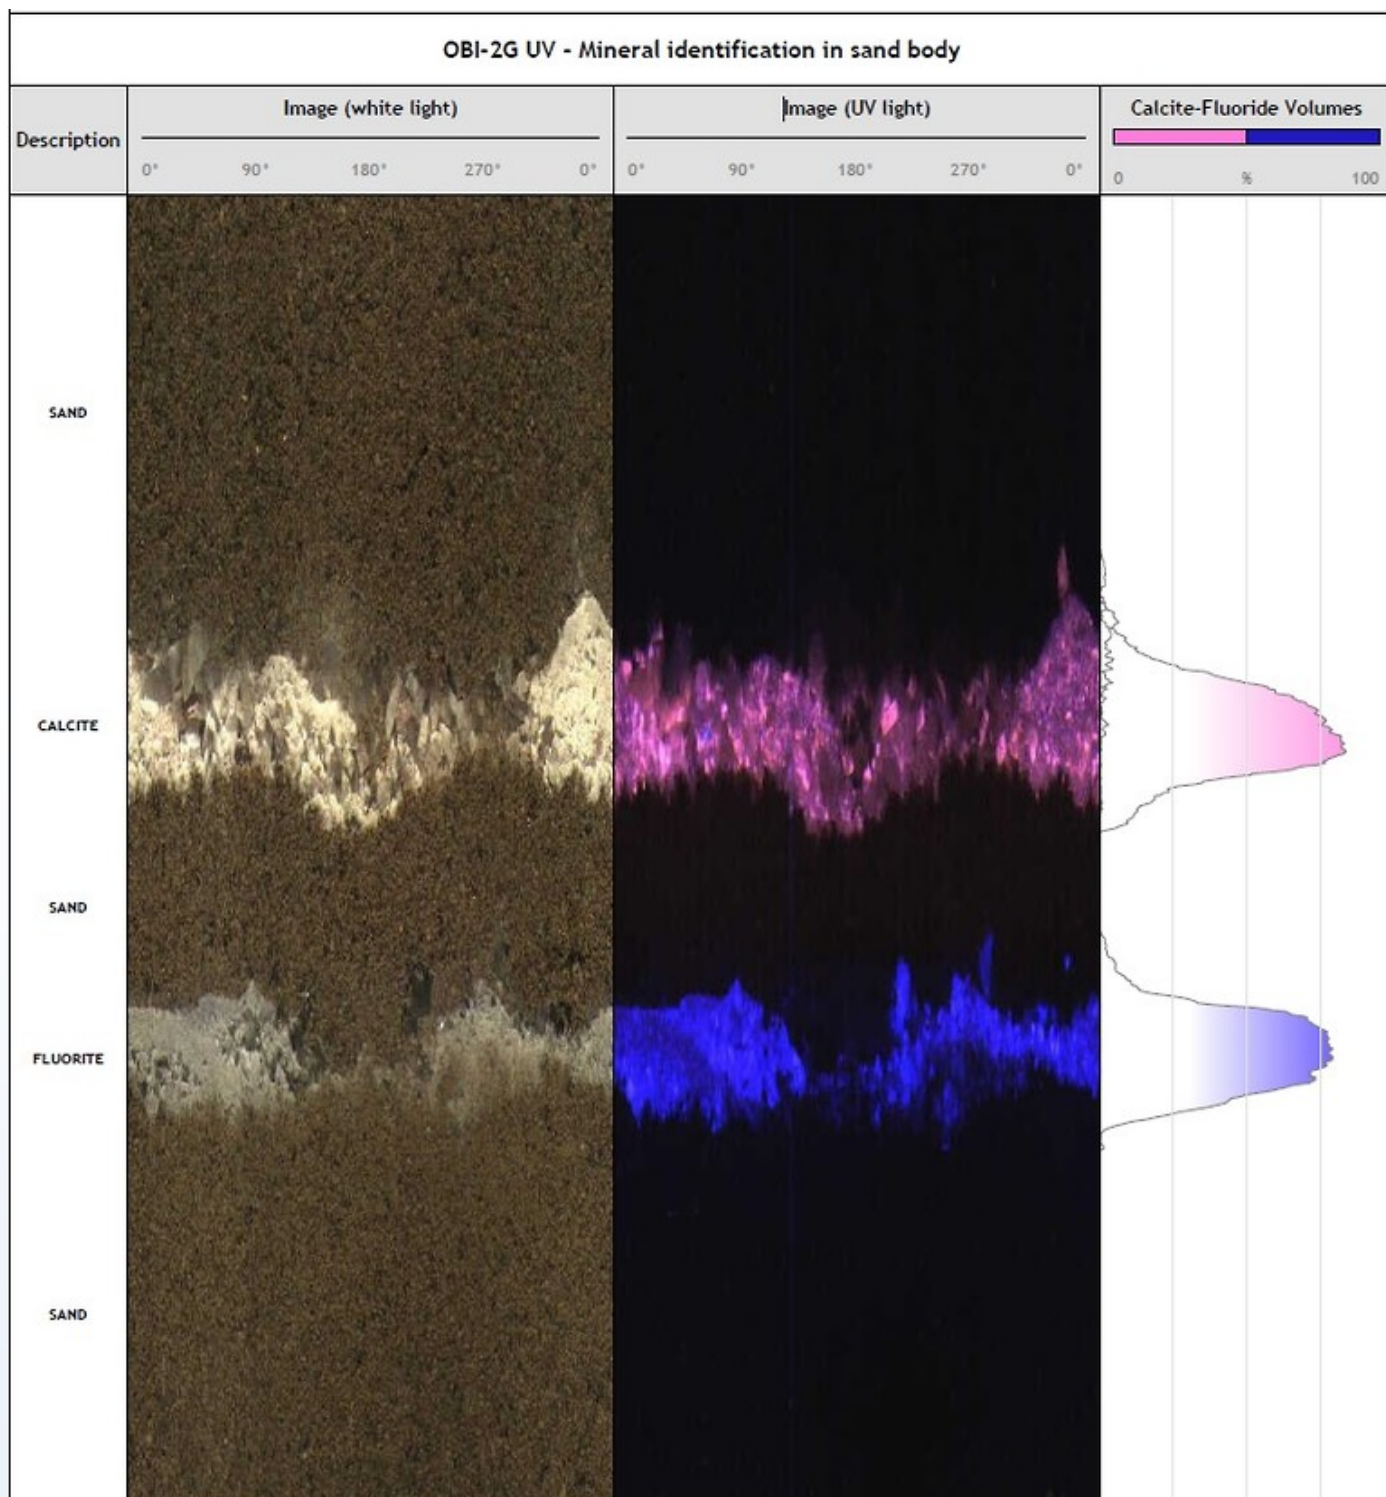 OBI-2G UV - Mineral identification in sand body
Description
Image (white light)
0° 90° 180° 270° 0°
Image (UV light)
0° 90° 180° 270° 0°
Calcite-Fluoride Volumes
0 % 100
SAND
CALCITE
SAND
FLUORITE
SAND